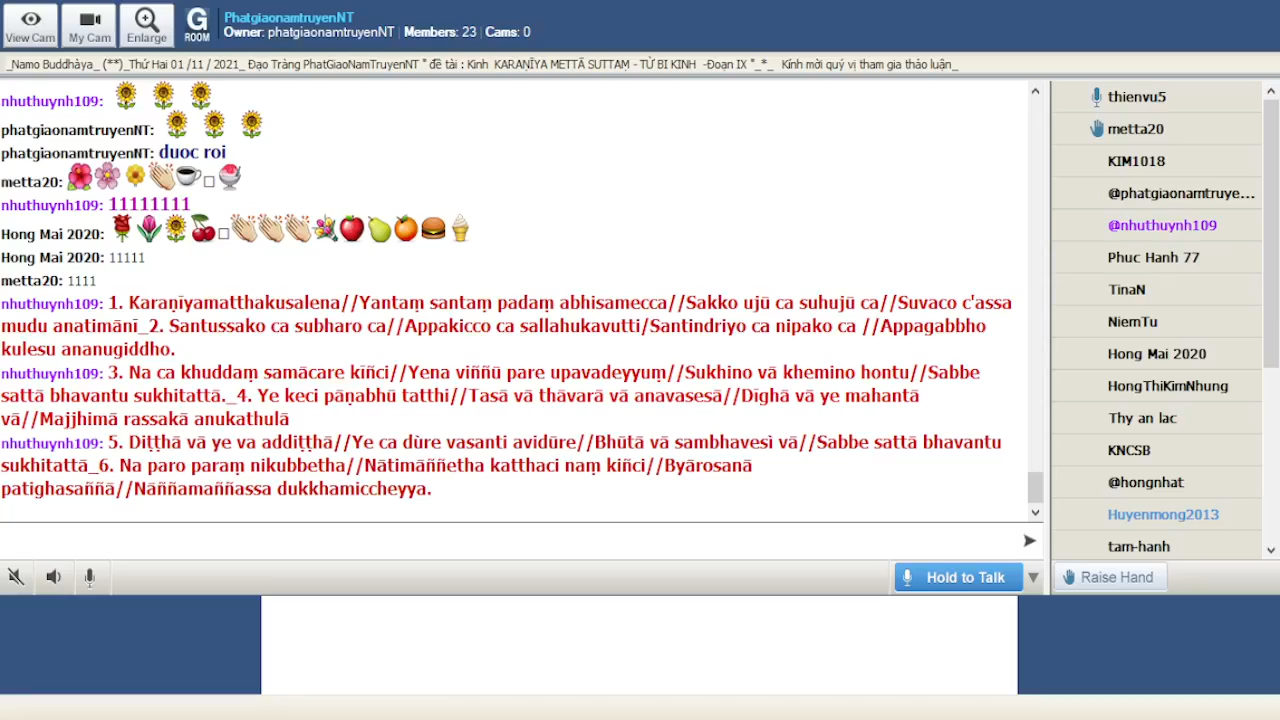 View Cam
My Cam
Enlarge
G
ROOM
PhatgiaonamtruyenNT
Owner: phatgiaonamtruyenNT | Members: 23 | Cams: 0
_Namo Buddhàya_ (**)_Thứ Hai 01 /11 / 2021_ Đạo Tràng PhatGiaoNamTruyenNT * đề tài : Kinh KARAṆĪYA METTĀ SUTTAṂ - TỪ BI KINH -Đoạn IX "_*_ Kính mời quý vị tham gia thảo luận_
nhuthuynh109:
phatgiaonamtruyenNT:
phatgiaonamtruyenNT: duoc roi
metta20:
nhuthuynh109: 11111111
Hong Mai 2020:
Hong Mai 2020: 11111
metta20: 1111
nhuthuynh109: 1. Karaṇīyamatthakusalena//Yantaṃ santaṃ padaṃ abhisamecca//Sakko ujū ca suhujū ca//Suvaco c'assa
mudu anatimānī_2. Santussako ca subharo ca//Appakicco ca sallahukavutti/Santindriyo ca nipako ca //Appagabbho
kulesu ananugiddho.
nhuthuynh109: 3. Na ca khuddaṃ samācare kīñci//Yena viññū pare upavadeyyuṃ//Sukhino vā khemino hontu//Sabbe
sattā bhavantu sukhitattā._4. Ye keci pāṇabhū tatthi//Tasā vā thāvarā vā anavasesā//Dīghā vā ye mahantā
vā//Majjhimā rassakā anukathulā
nhuthuynh109: 5. Diṭṭhā vā ye va addiṭṭhā//Ye ca dùre vasanti avidūre//Bhūtā vā sambhavesi vā//Sabbe sattā bhavantu
sukhitattā_6. Na paro paraṃ nikubbetha//Nātimāññetha katthaci naṃ kiñci//Byārosanā
patighasaññā//Nāññamaññassa dukkhamiccheyya.
thienvu5
metta20
KIM1018
@phatgiaonamtruye...
@nhuthuynh109
Phuc Hanh 77
TinaN
NiemTu
Hong Mai 2020
HongThiKimNhung
Thy an lac
KNCSB
@hongnhat
Huyenmong2013
tam-hanh
Hold to Talk
Raise Hand